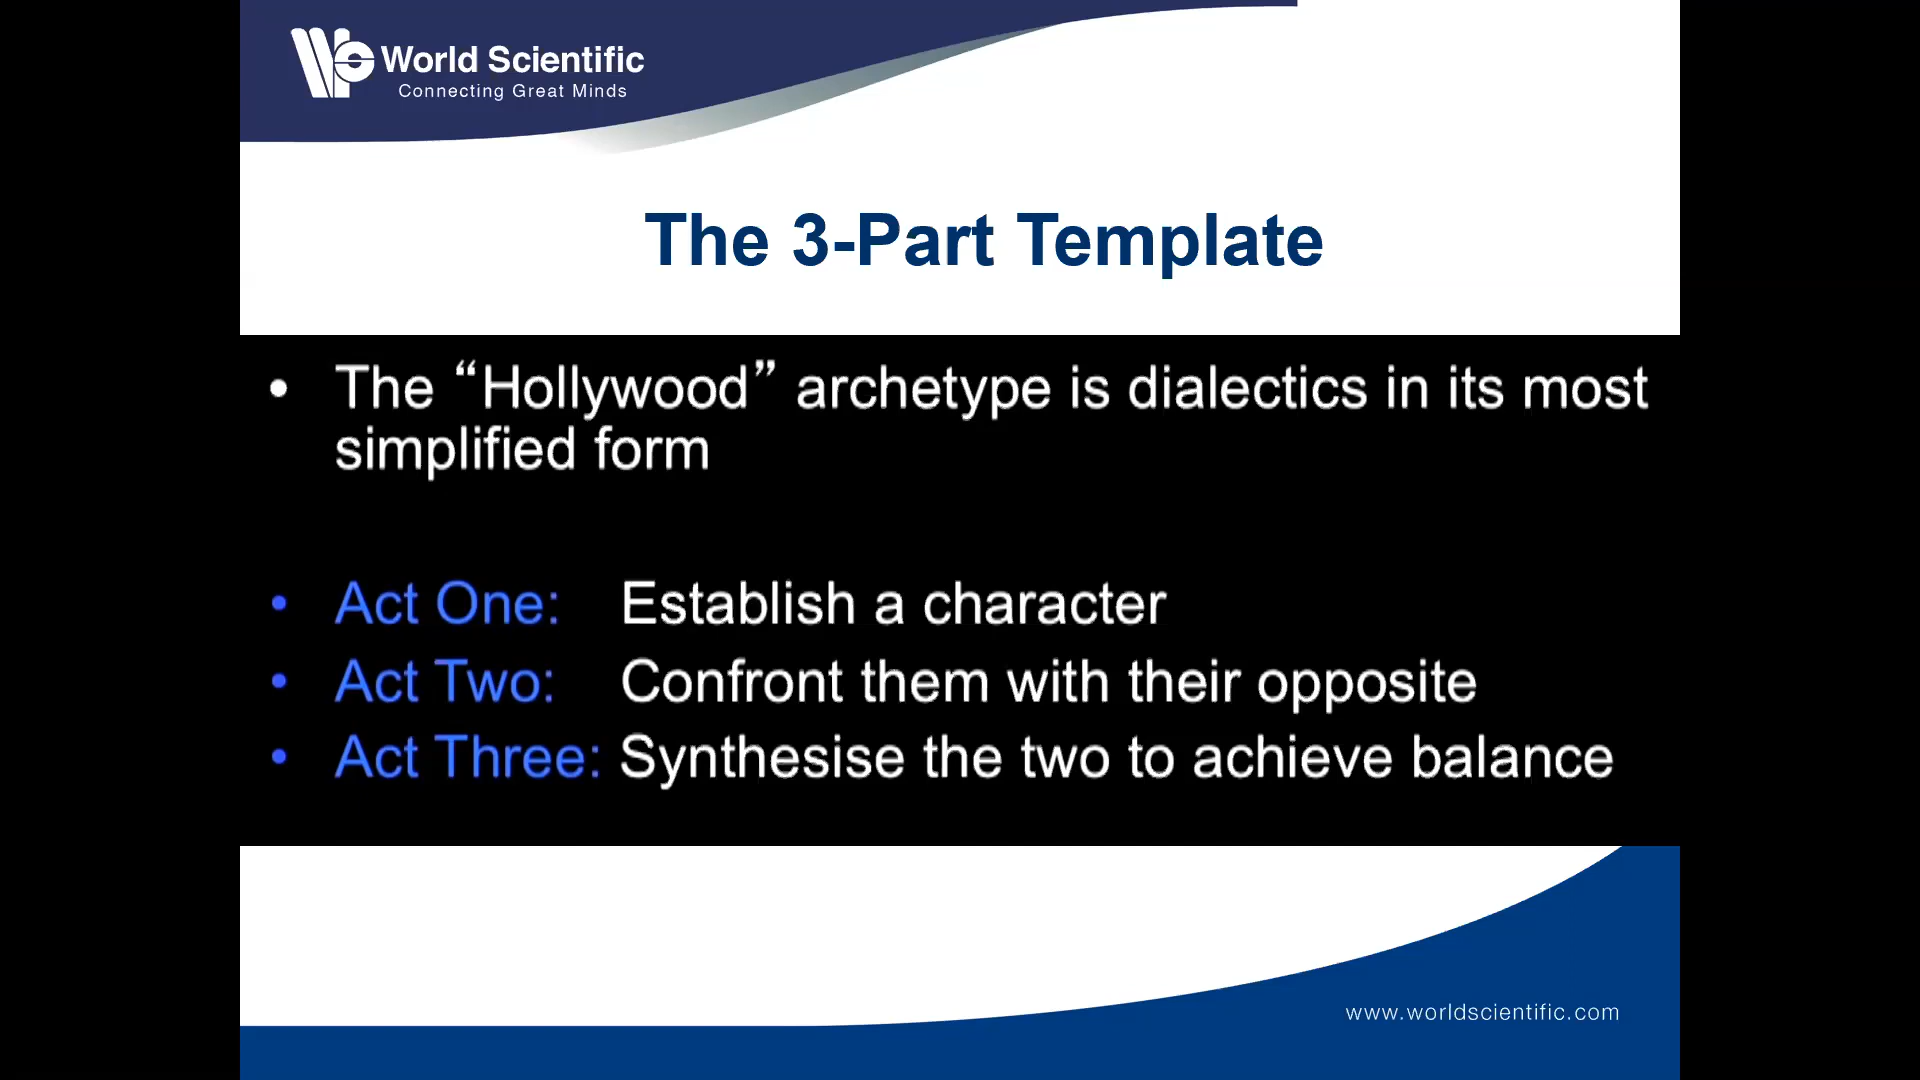 World Scientific
Connecting Great Minds
The 3-Part Template
• The “Hollywood” archetype is dialectics in its most
simplified form
• Act One: Establish a character
• Act Two: Confront them with their opposite
• Act Three: Synthesise the two to achieve balance
www.worldscientific.com